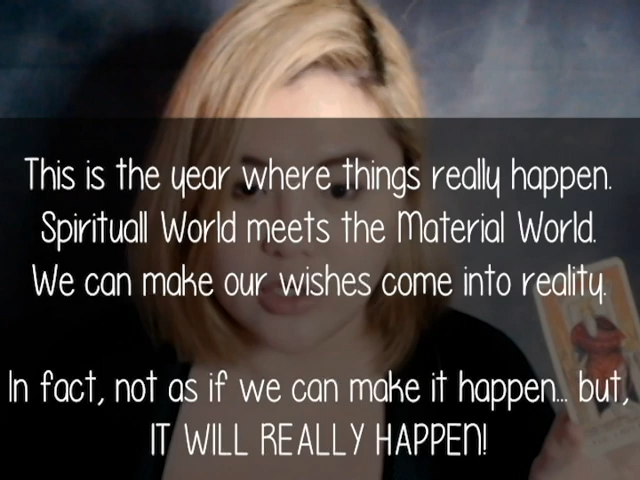 This is the year where things really happen.
Spirituall World meets the Material World.
We can make our wishes come into reality.
In fact, not as if we can make it happen... but,
IT WILL REALLY HAPPEN!